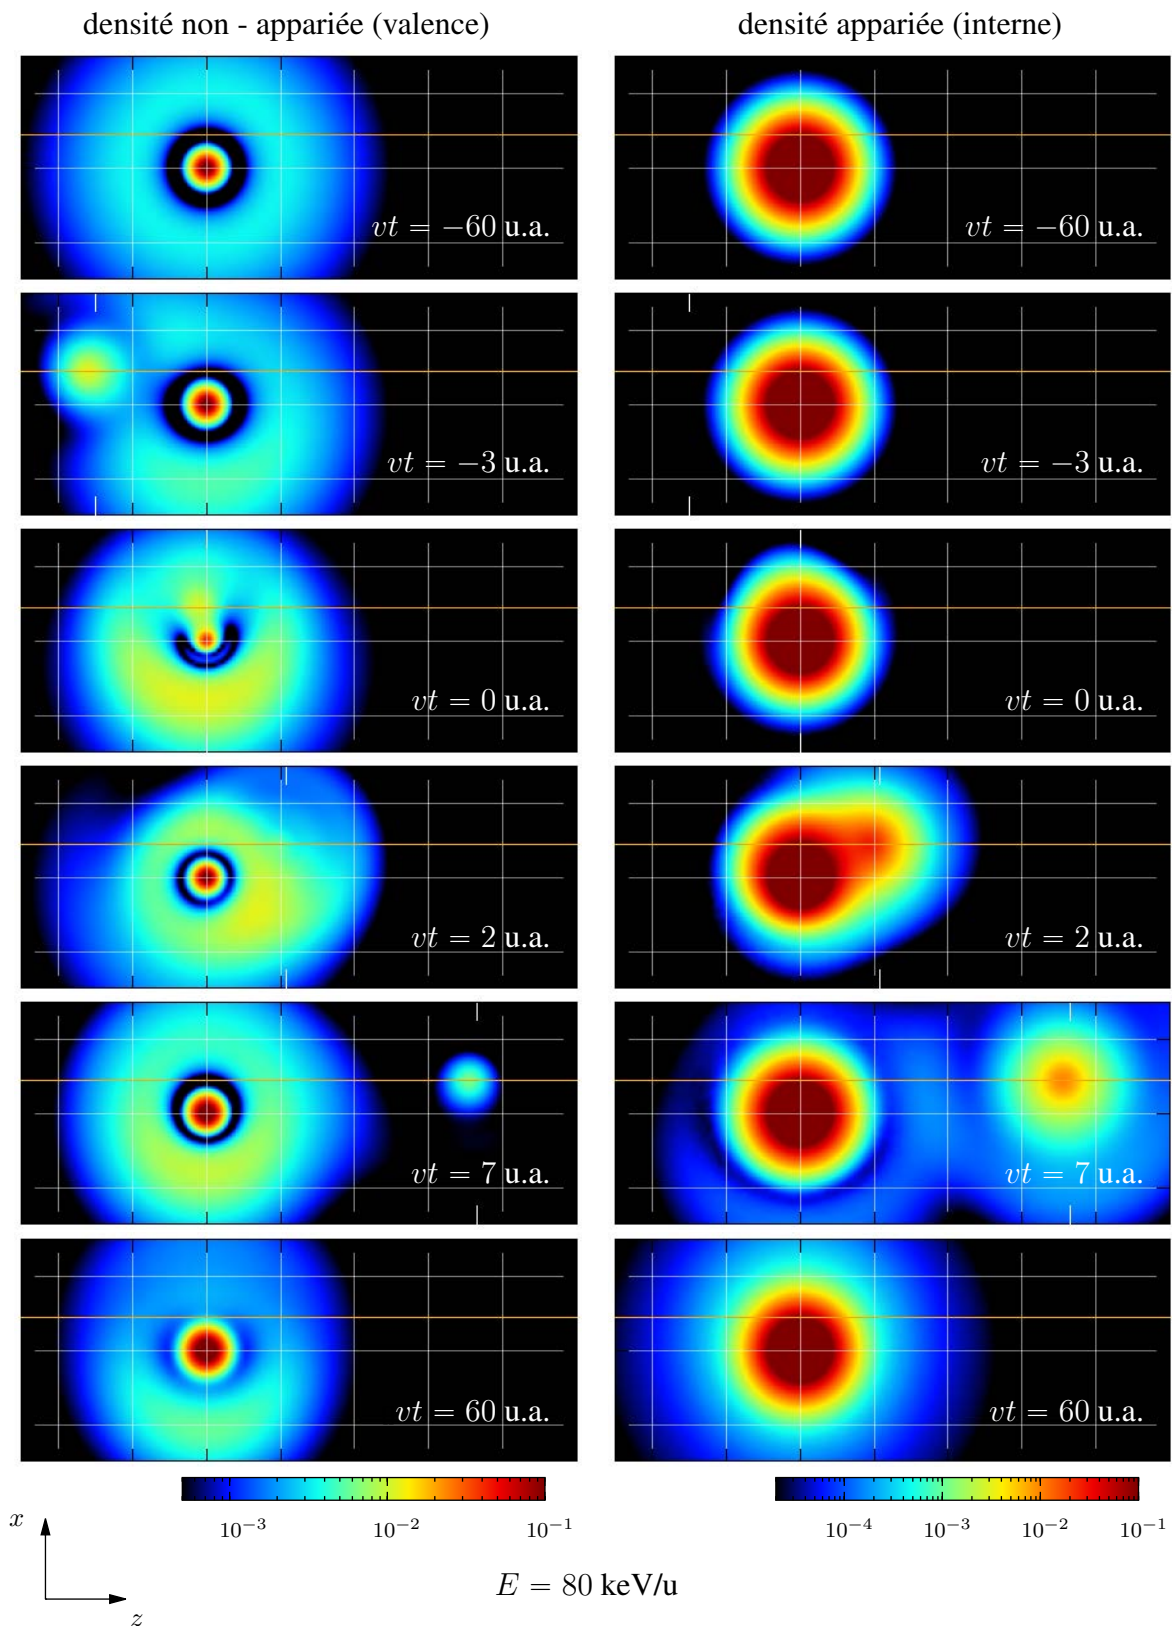 densité non - appariée (valence) densité appariée (interne)
vt = −60 u.a. vt = −60 u.a.
vt = −3 u.a. vt = −3 u.a.
vt = 0 u.a. vt = 0 u.a.
vt = 2 u.a. vt = 2 u.a.
vt = 7 u.a. vt = 7 u.a.
vt = 60 u.a. vt = 60 u.a.
10⁻³ 10⁻² 10⁻¹ 10⁻⁴ 10⁻³ 10⁻² 10⁻¹
x
E = 80 keV/u
z